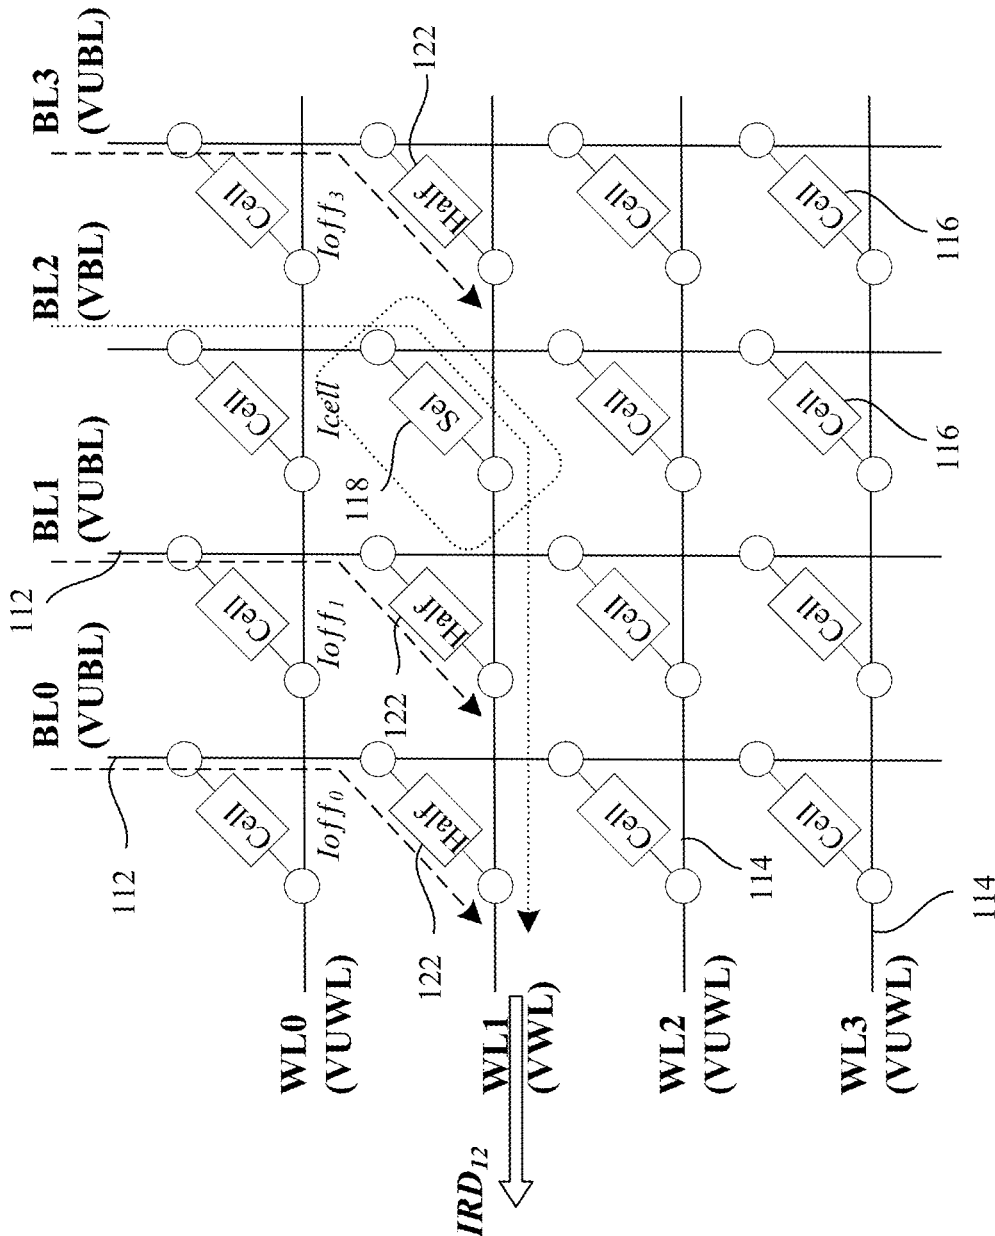 BL0
(VUBL)
BL1
(VUBL)
BL2
(VBL)
BL3
(VUBL)
112
112
122
WL0
(VUWL)
Cell
Cell
Cell
Cell
Ioff0
Ioff1
Icell
Ioff3
WL1
(VWL)
Half
Half
Sel
Half
122
122
118
IRD12
WL2
(VUWL)
Cell
Cell
Cell
Cell
114
WL3
(VUWL)
Cell
Cell
Cell
Cell
116
116
114